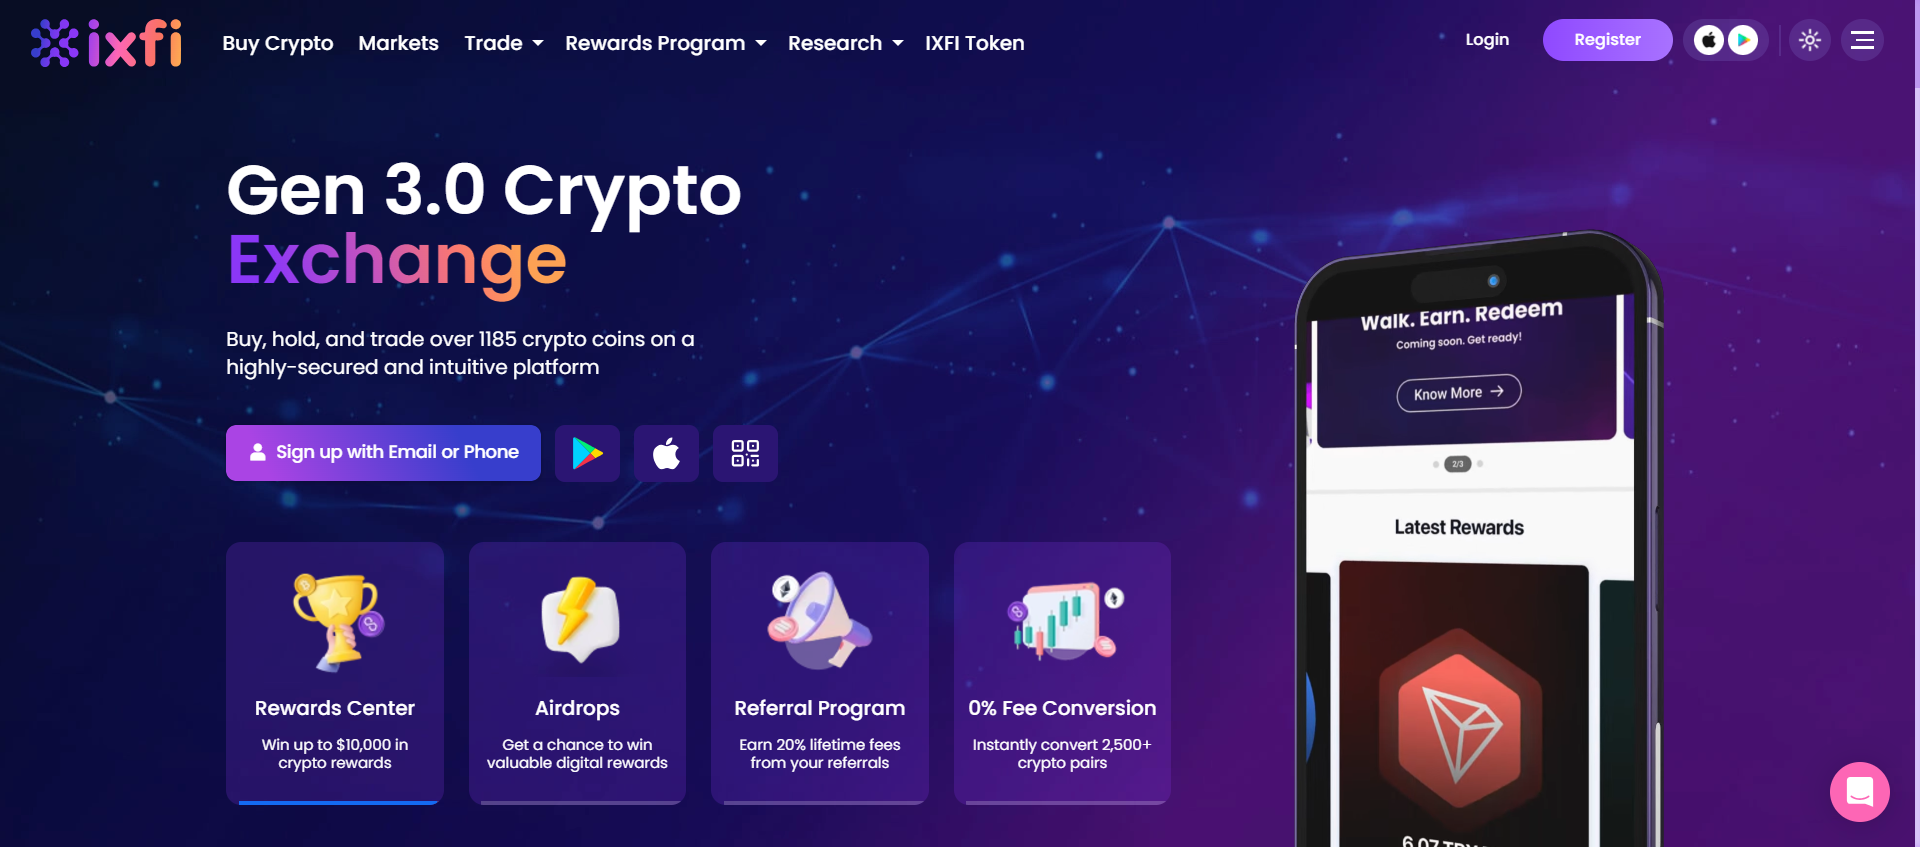 ixfi
Buy Crypto
Markets
Trade
Rewards Program
Research
IXFI Token
Login
Register
Gen 3.0 Crypto
Exchange
Buy, hold, and trade over 1185 crypto coins on a
highly-secured and intuitive platform
Sign up with Email or Phone
Rewards Center
Win up to $10,000 in
crypto rewards
Airdrops
Get a chance to win
valuable digital rewards
Referral Program
Earn 20% lifetime fees
from your referrals
0% Fee Conversion
Instantly convert 2,500+
crypto pairs
Walk. Earn. Redeem
Coming soon. Get ready!
Know More
2/3
Latest Rewards
6.07